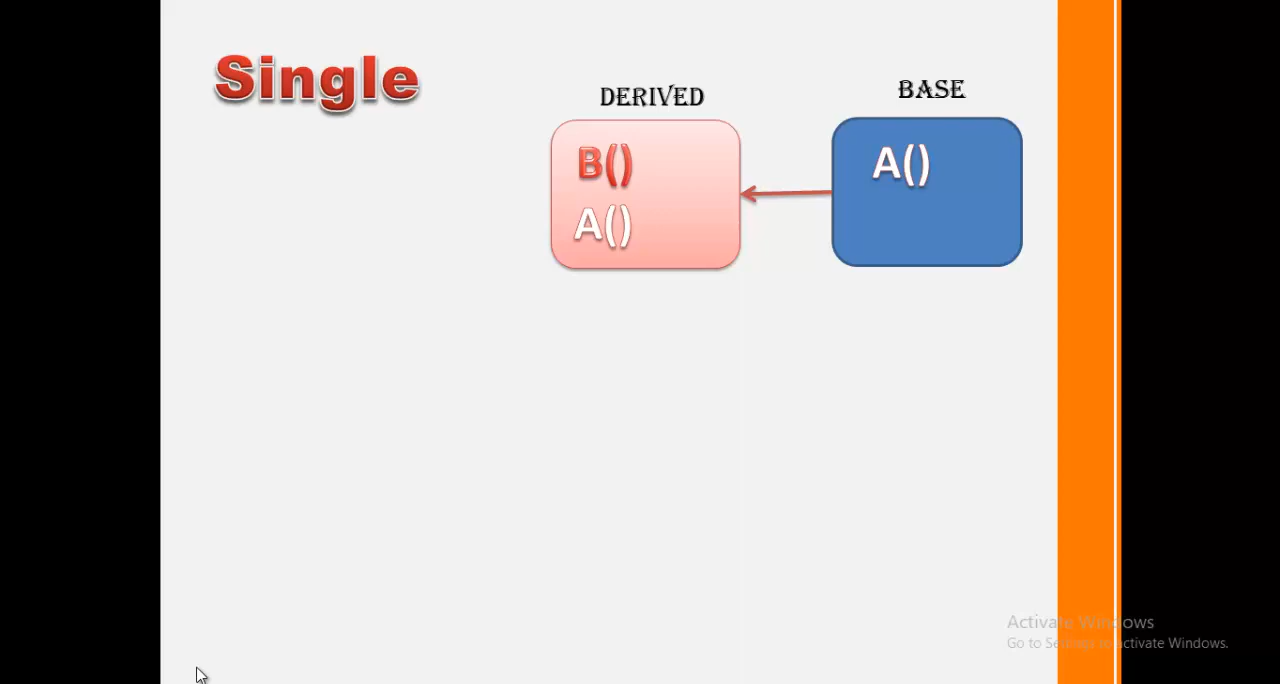 Single
DERIVED
BASE
B()
A()
A()
Activate Windows
Go to Settings to activate Windows.